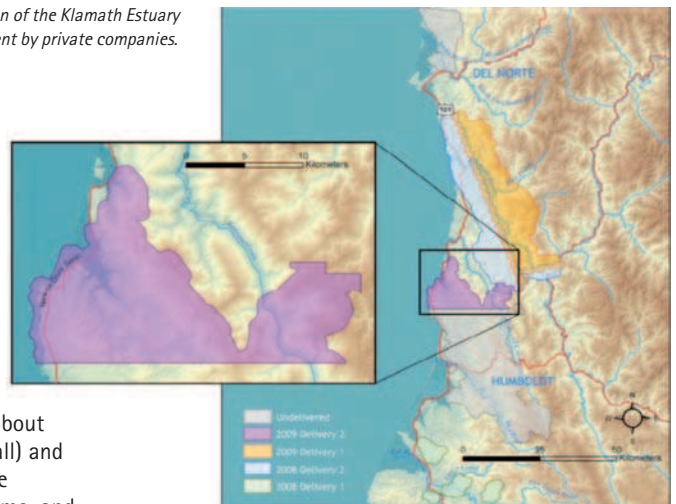 n of the Klamath Estuary
ent by private companies.
DEL NORTE
101
0 5 10
Kilometers
HUMBOLDT
Undelivered
2009 Delivery 2
2009 Delivery 1
2008 Delivery 2
2008 Delivery 1
N
S
0 25 50
Kilometers
bout
all) and
e
ms, and